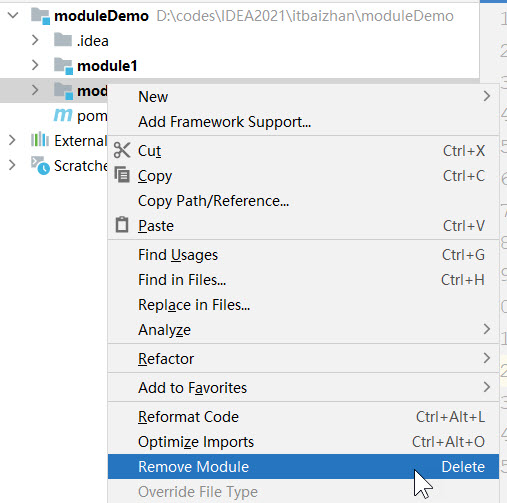 moduleDemo D:\codes\IDEA2021\itbaizhan\moduleDemo
.idea
module1
mod
pom
External
Scratche
New
Add Framework Support...
Cut Ctrl+X
Copy Ctrl+C
Copy Path/Reference...
Paste Ctrl+V
Find Usages Ctrl+G
Find in Files... Ctrl+H
Replace in Files...
Analyze
Refactor
Add to Favorites
Reformat Code Ctrl+Alt+L
Optimize Imports Ctrl+Alt+O
Remove Module Delete
Override File Type